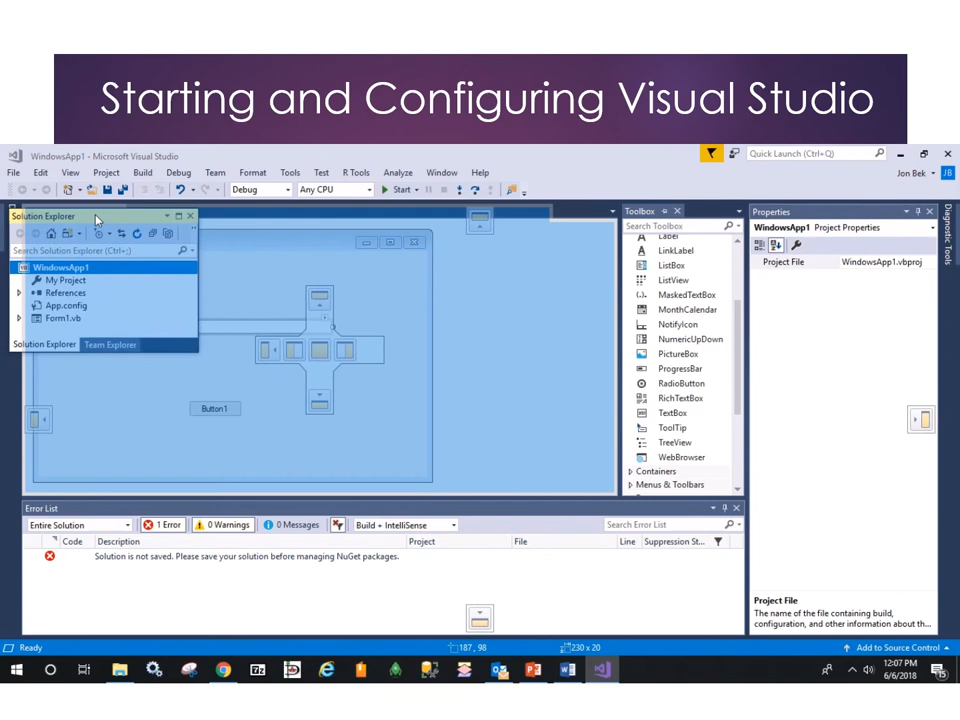 Starting and Configuring Visual Studio
WindowsApp1 - Microsoft Visual Studio
Quick Launch (Ctrl+Q)
File Edit View Project Build Debug Team Format Tools Test R Tools Analyze Window Help
Jon Bek
JB
Debug Any CPU Start
Solution Explorer
Search Solution Explorer (Ctrl+;)
WindowsApp1
My Project
References
App.config
Form1.vb
Solution Explorer Team Explorer
Button1
Toolbox
Search Toolbox
Label
LinkLabel
ListBox
ListView
MaskedTextBox
MonthCalendar
NotifyIcon
NumericUpDown
PictureBox
ProgressBar
RadioButton
RichTextBox
TextBox
ToolTip
TreeView
WebBrowser
Containers
Menus & Toolbars
Properties
WindowsApp1 Project Properties
Project File WindowsApp1.vbproj
Project File
The name of the file containing build,
configuration, and other information about th...
Diagnostic Tools
Error List
Entire Solution 1 Error 0 Warnings 0 Messages Build + IntelliSense Search Error List
Code Description Project File Line Suppression St...
Solution is not saved. Please save your solution before managing NuGet packages.
Ready 187 , 98 230 x 20 Add to Source Control
12:07 PM
6/6/2018
15